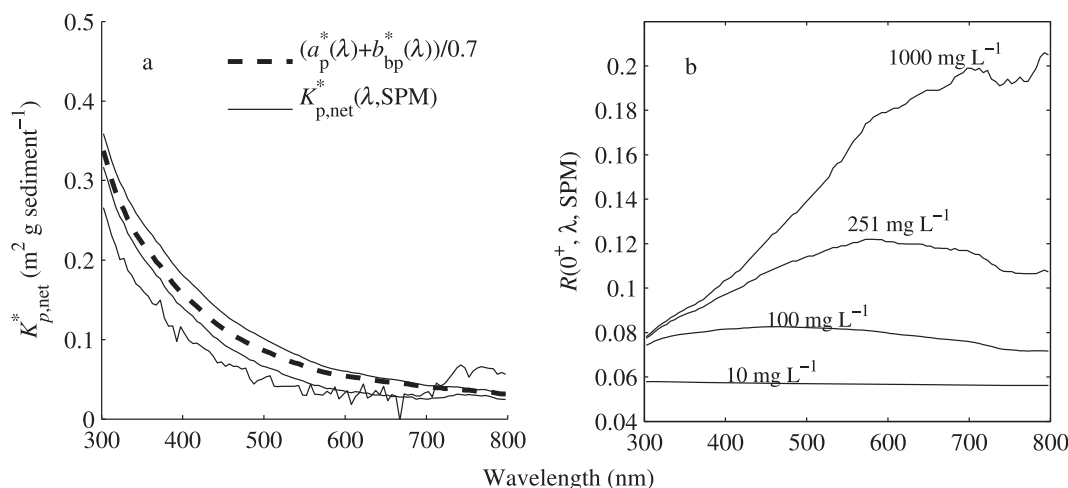 0.5
0.4
0.3
0.2
0.1
0
K*p,net (m2 g sediment−1)
a
(a*p(λ)+b*bp(λ))/0.7
K*p,net(λ,SPM)
300 400 500 600 700 800
0.2
0.18
0.16
0.14
0.12
0.1
0.08
0.06
0.04
R(0+, λ, SPM)
b
1000 mg L−1
251 mg L−1
100 mg L−1
10 mg L−1
300 400 500 600 700 800
Wavelength (nm)